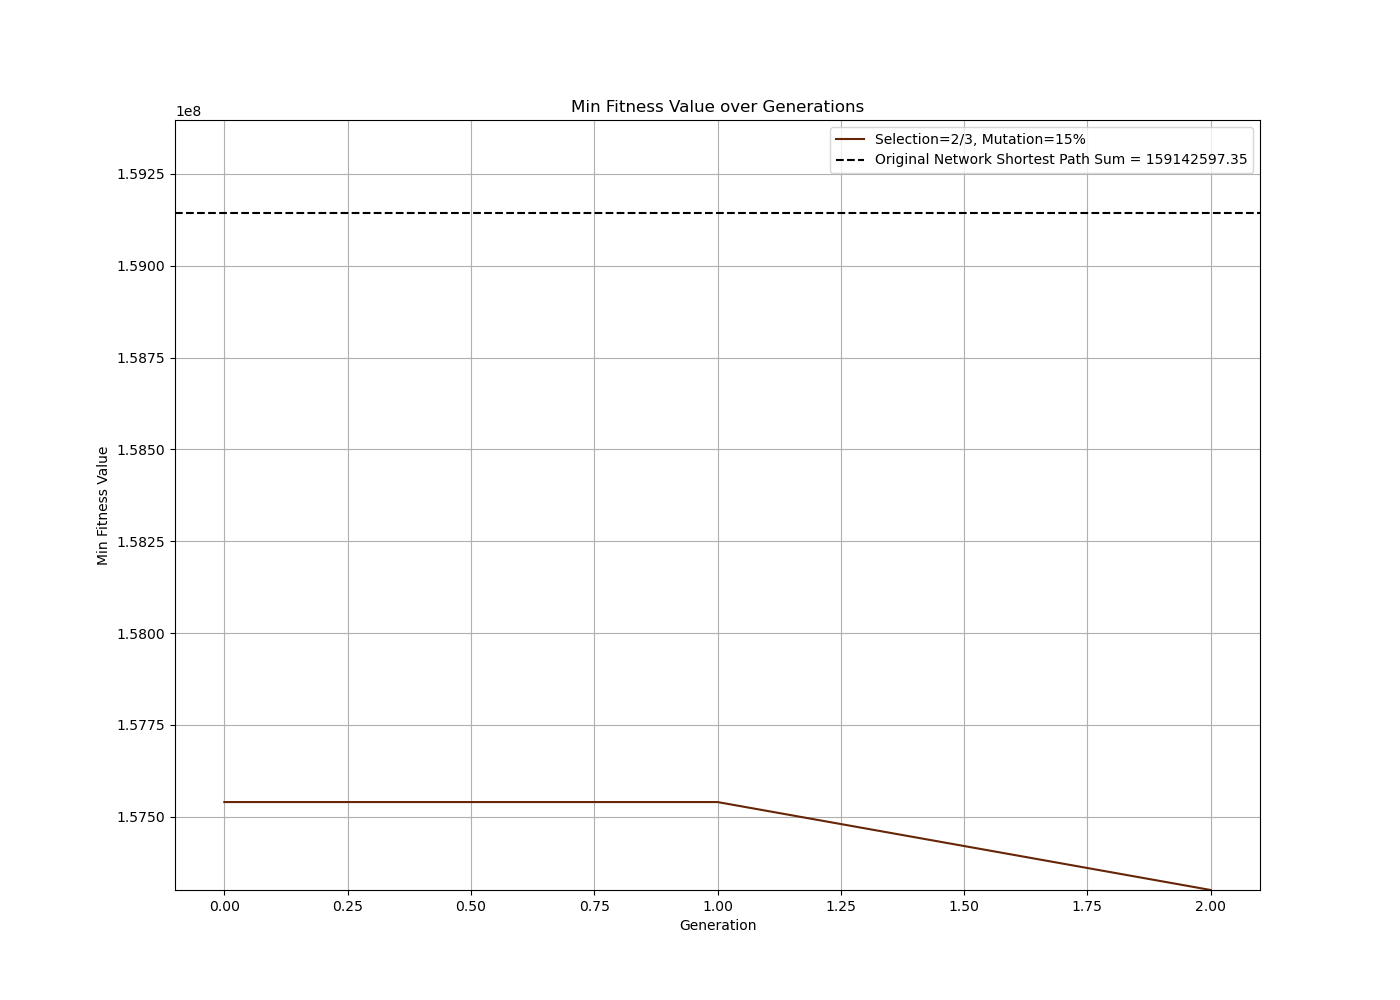 Min Fitness Value over Generations
1e8
Selection=2/3, Mutation=15%
Original Network Shortest Path Sum = 159142597.35
1.5925
1.5900
1.5875
1.5850
1.5825
1.5800
1.5775
1.5750
Min Fitness Value
0.00 0.25 0.50 0.75 1.00 1.25 1.50 1.75 2.00
Generation